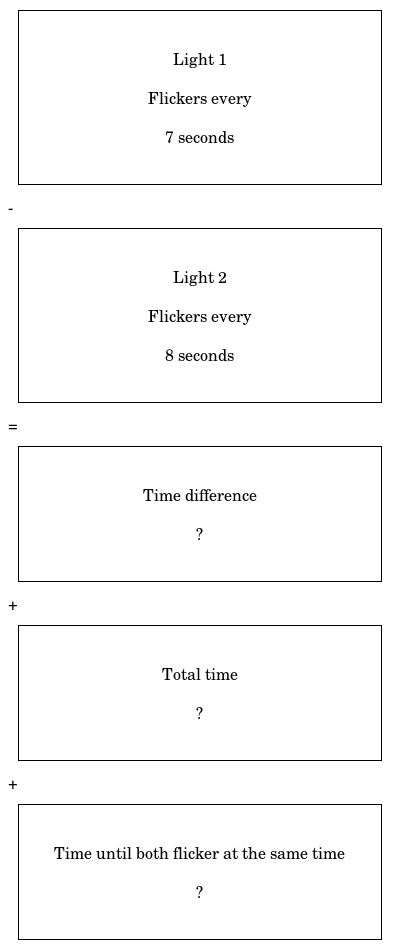 Light 1
Flickers every
7 seconds
-
Light 2
Flickers every
8 seconds
=
Time difference
?
+
Total time
?
+
Time until both flicker at the same time
?